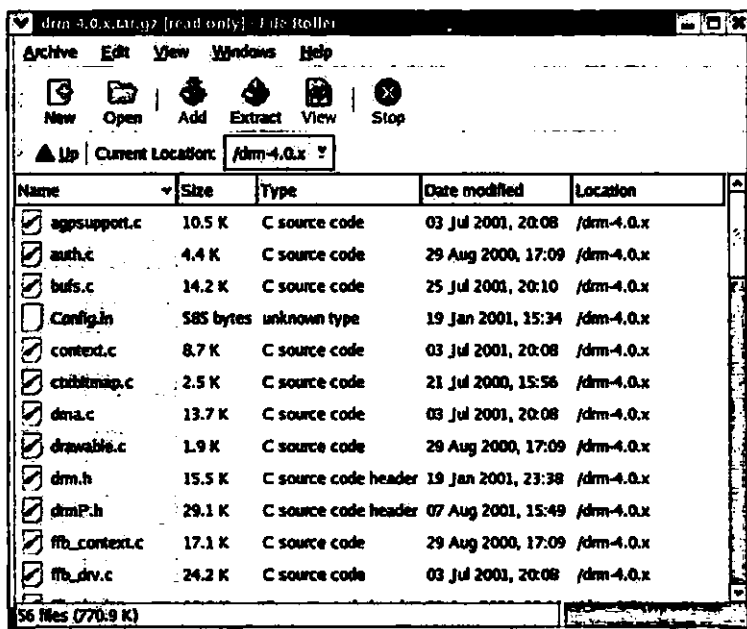 drm-4.0.x.tar.gz [read only] - File Roller
Archive Edit View Windows Help
New Open Add Extract View Stop
Up Current Location: /drm-4.0.x
Name Size Type Date modified Location
agpsupport.c 10.5 K C source code 03 Jul 2001, 20:08 /drm-4.0.x
auth.c 4.4 K C source code 29 Aug 2000, 17:09 /drm-4.0.x
bufs.c 14.2 K C source code 25 Jul 2001, 20:10 /drm-4.0.x
Config.in 585 bytes unknown type 19 Jan 2001, 15:34 /drm-4.0.x
context.c 8.7 K C source code 03 Jul 2001, 20:08 /drm-4.0.x
ctxbitmap.c 2.5 K C source code 21 Jul 2000, 15:56 /drm-4.0.x
dma.c 13.7 K C source code 03 Jul 2001, 20:08 /drm-4.0.x
drawable.c 1.9 K C source code 29 Aug 2000, 17:09 /drm-4.0.x
drm.h 15.5 K C source code header 19 Jan 2001, 23:38 /drm-4.0.x
drmP.h 29.1 K C source code header 07 Aug 2001, 15:49 /drm-4.0.x
ffb_context.c 17.1 K C source code 29 Aug 2000, 17:09 /drm-4.0.x
ffb_drv.c 24.2 K C source code 03 Jul 2001, 20:08 /drm-4.0.x
56 files (770.9 K)